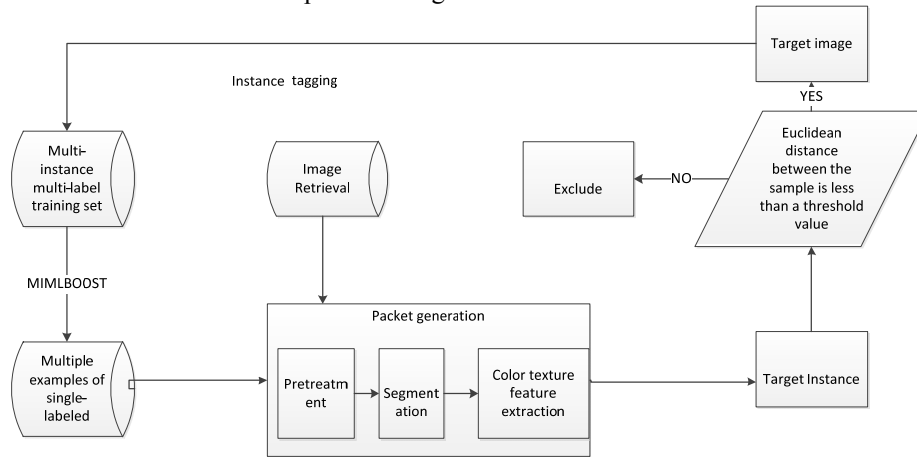 Target image
Instance tagging
YES
Multi-
instance
multi-label
training set
Image
Retrieval
Exclude
NO
Euclidean
distance
between the
sample is less
than a threshold
value
MIMLBOOST
Packet generation
Multiple
examples of
single-
labeled
Pretreatm
ent
Segment
ation
Color texture
feature
extraction
Target Instance